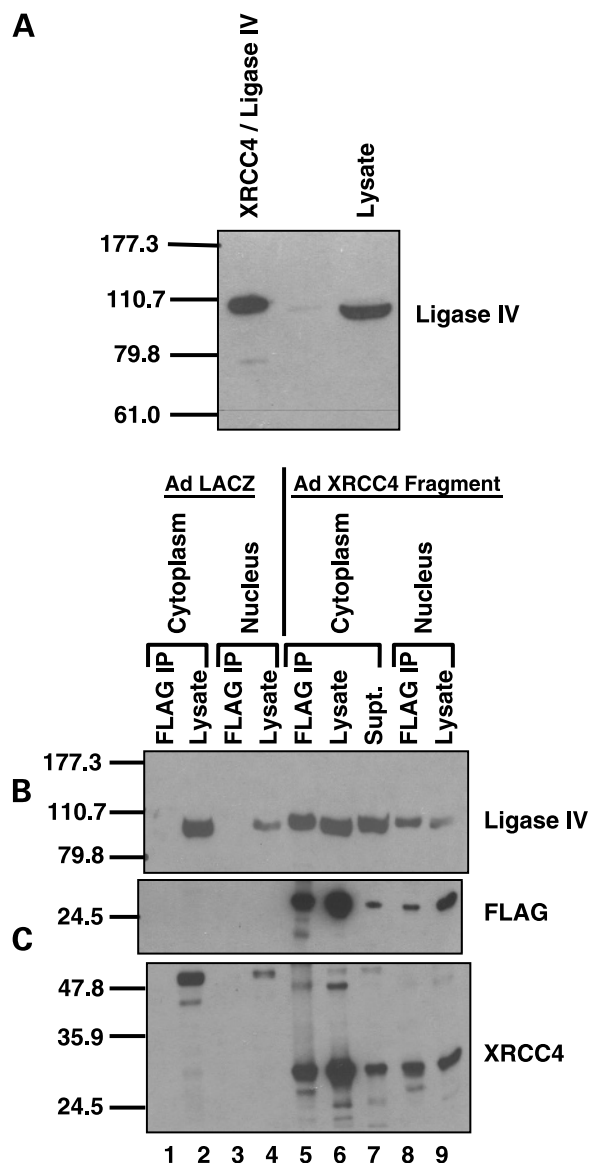 A
XRCC4 / Ligase IV
Lysate
177.3
110.7
79.8
61.0
Ligase IV
Ad LACZ
Ad XRCC4 Fragment
Cytoplasm
Nucleus
Cytoplasm
Nucleus
FLAG IP
Lysate
FLAG IP
Lysate
FLAG IP
Lysate
Supt.
FLAG IP
Lysate
B
177.3
110.7
79.8
Ligase IV
24.5
FLAG
C
47.8
35.9
24.5
XRCC4
1 2 3 4 5 6 7 8 9